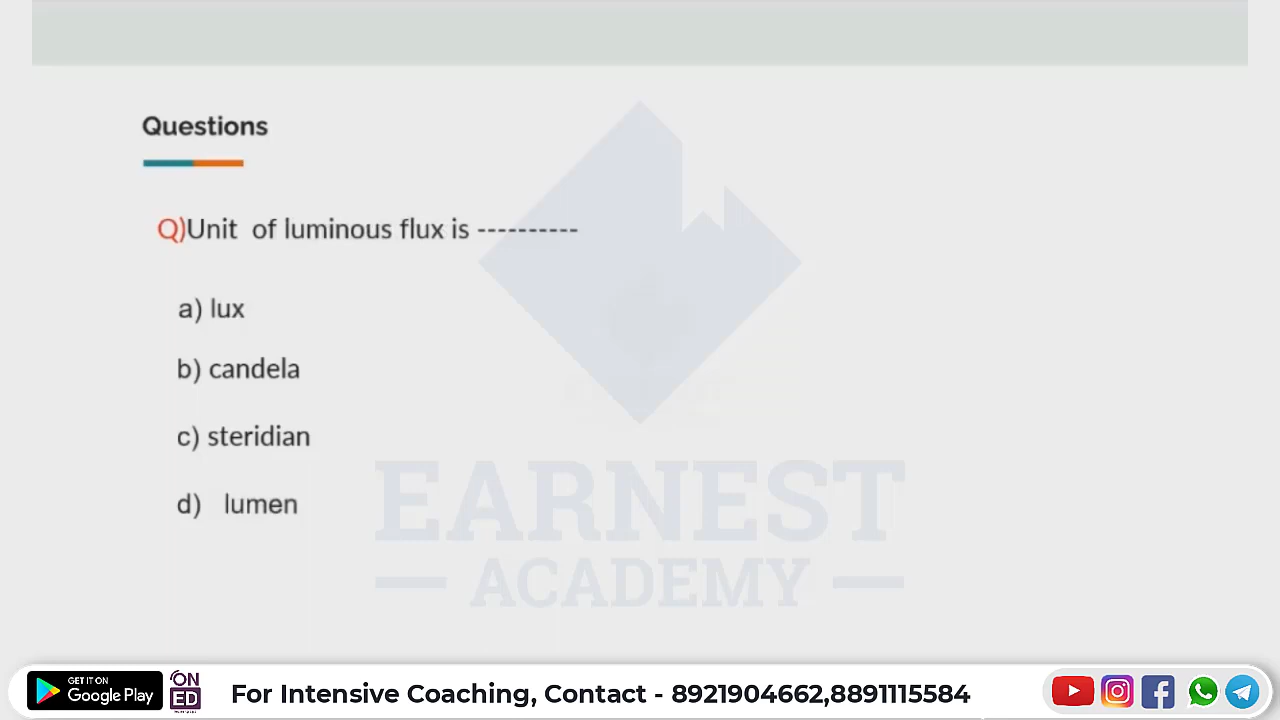 Questions
Q)Unit of luminous flux is ----------
a) lux
b) candela
c) steridian
d) lumen
EARNEST
ACADEMY
GET IT ON
Google Play
ON
ED
For Intensive Coaching, Contact - 8921904662,8891115584